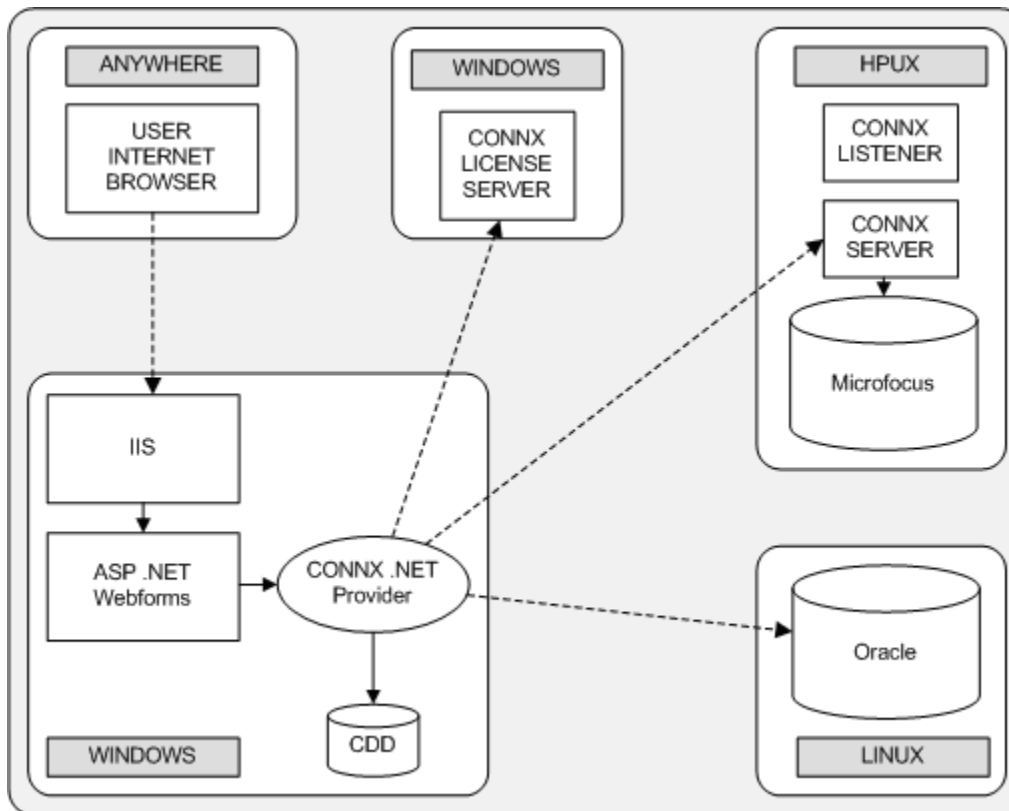 ANYWHERE
USER
INTERNET
BROWSER
WINDOWS
CONNX
LICENSE
SERVER
HPUX
CONNX
LISTENER
CONNX
SERVER
Microfocus
IIS
ASP .NET
Webforms
CONNX .NET
Provider
CDD
WINDOWS
Oracle
LINUX